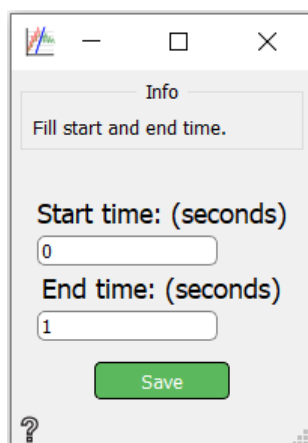 Info
Fill start and end time.
Start time: (seconds)
0
End time: (seconds)
1
Save
?